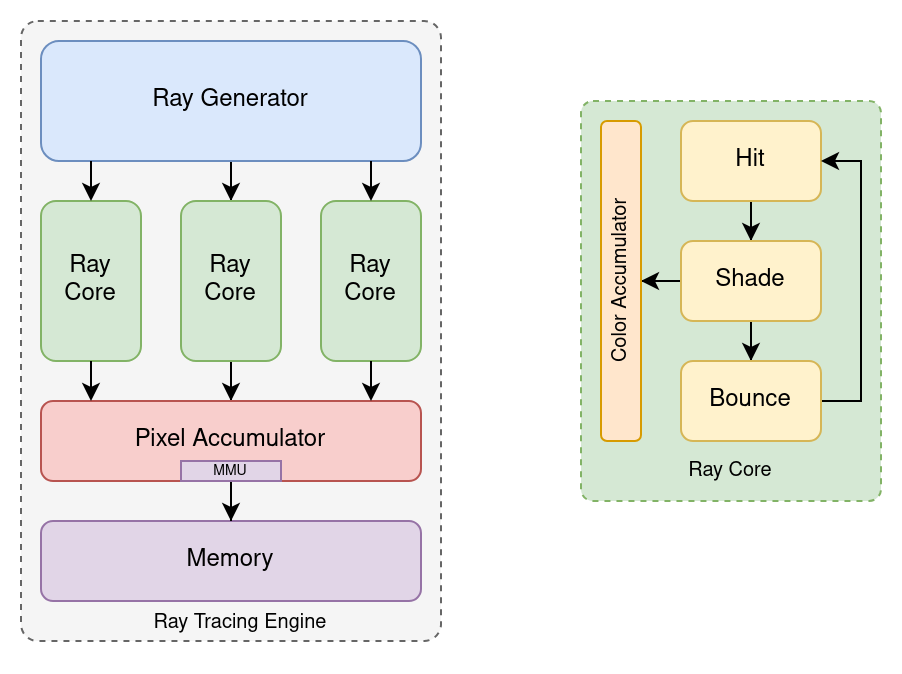 Ray Generator
Ray
Core
Ray
Core
Ray
Core
Pixel Accumulator
MMU
Memory
Ray Tracing Engine
Color Accumulator
Hit
Shade
Bounce
Ray Core